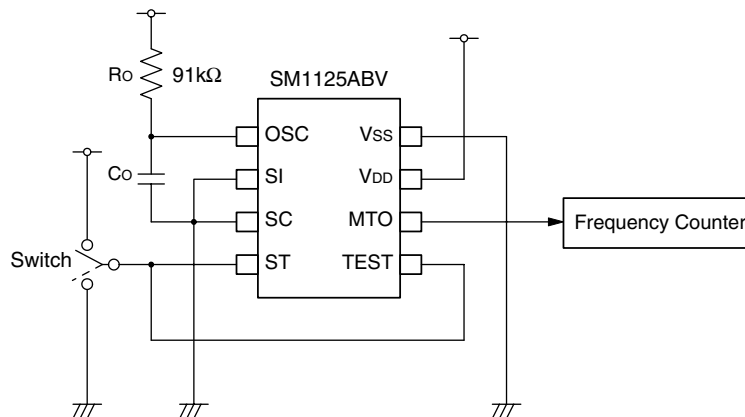 SM1125ABV
RO 91kΩ
OSC
VSS
CO
SI
VDD
SC
MTO
Frequency Counter
Switch
ST
TEST